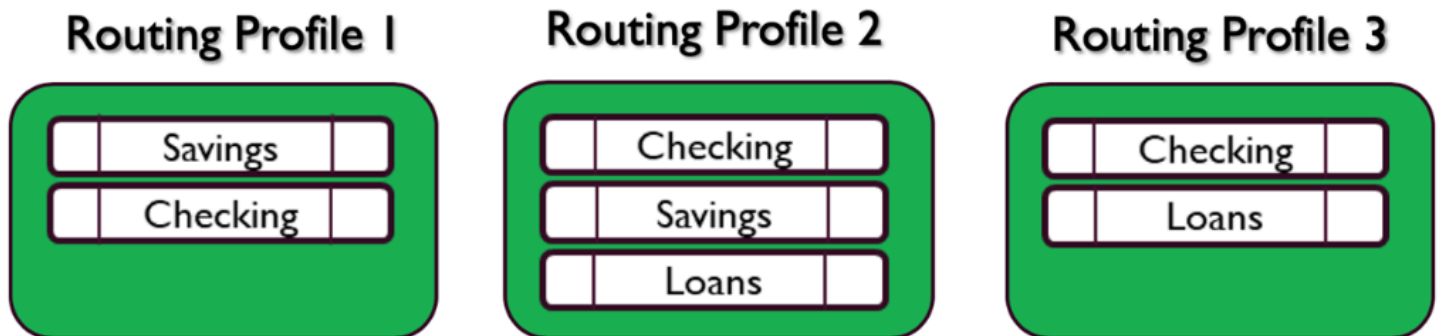 Routing Profile 1
Savings
Checking
Routing Profile 2
Checking
Savings
Loans
Routing Profile 3
Checking
Loans